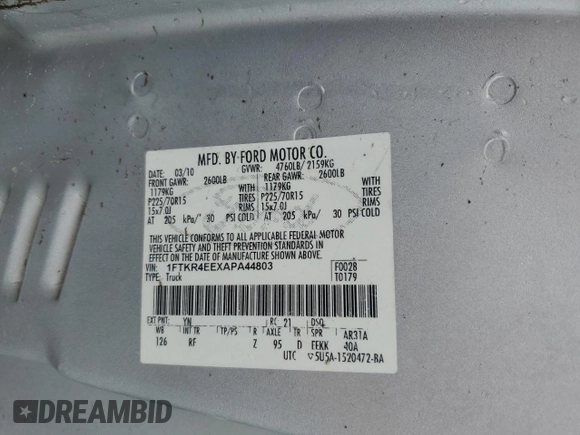 MFD. BY FORD MOTOR CO.
DATE: 03/10 GVWR: 4760LB/ 2159KG
FRONT GAWR: 2600LB REAR GAWR: 2600LB
1179KG WITH 1179KG WITH
P225/70R15 TIRES P225/70R15 TIRES
15x7.0J RIMS 15x7.0J RIMS
AT 205 kPa/ 30 PSI COLD AT 205 kPa/ 30 PSI COLD
THIS VEHICLE CONFORMS TO ALL APPLICABLE FEDERAL MOTOR
VEHICLE SAFETY AND THEFT PREVENTION STANDARDS IN
EFFECT ON THE DATE OF MANUFACTURE SHOWN ABOVE.
VIN: 1FTKR4EEXAPA44803 F0028
TYPE: Truck T0179
EXT PNT: YN RC: 21 DSO:
WB INT TR TP/PS R AXLE TR SPR AR31A
126 RF Z 95 D EEKK 40A
UTC ▽5U5A-1520472-BA
DREAMBID